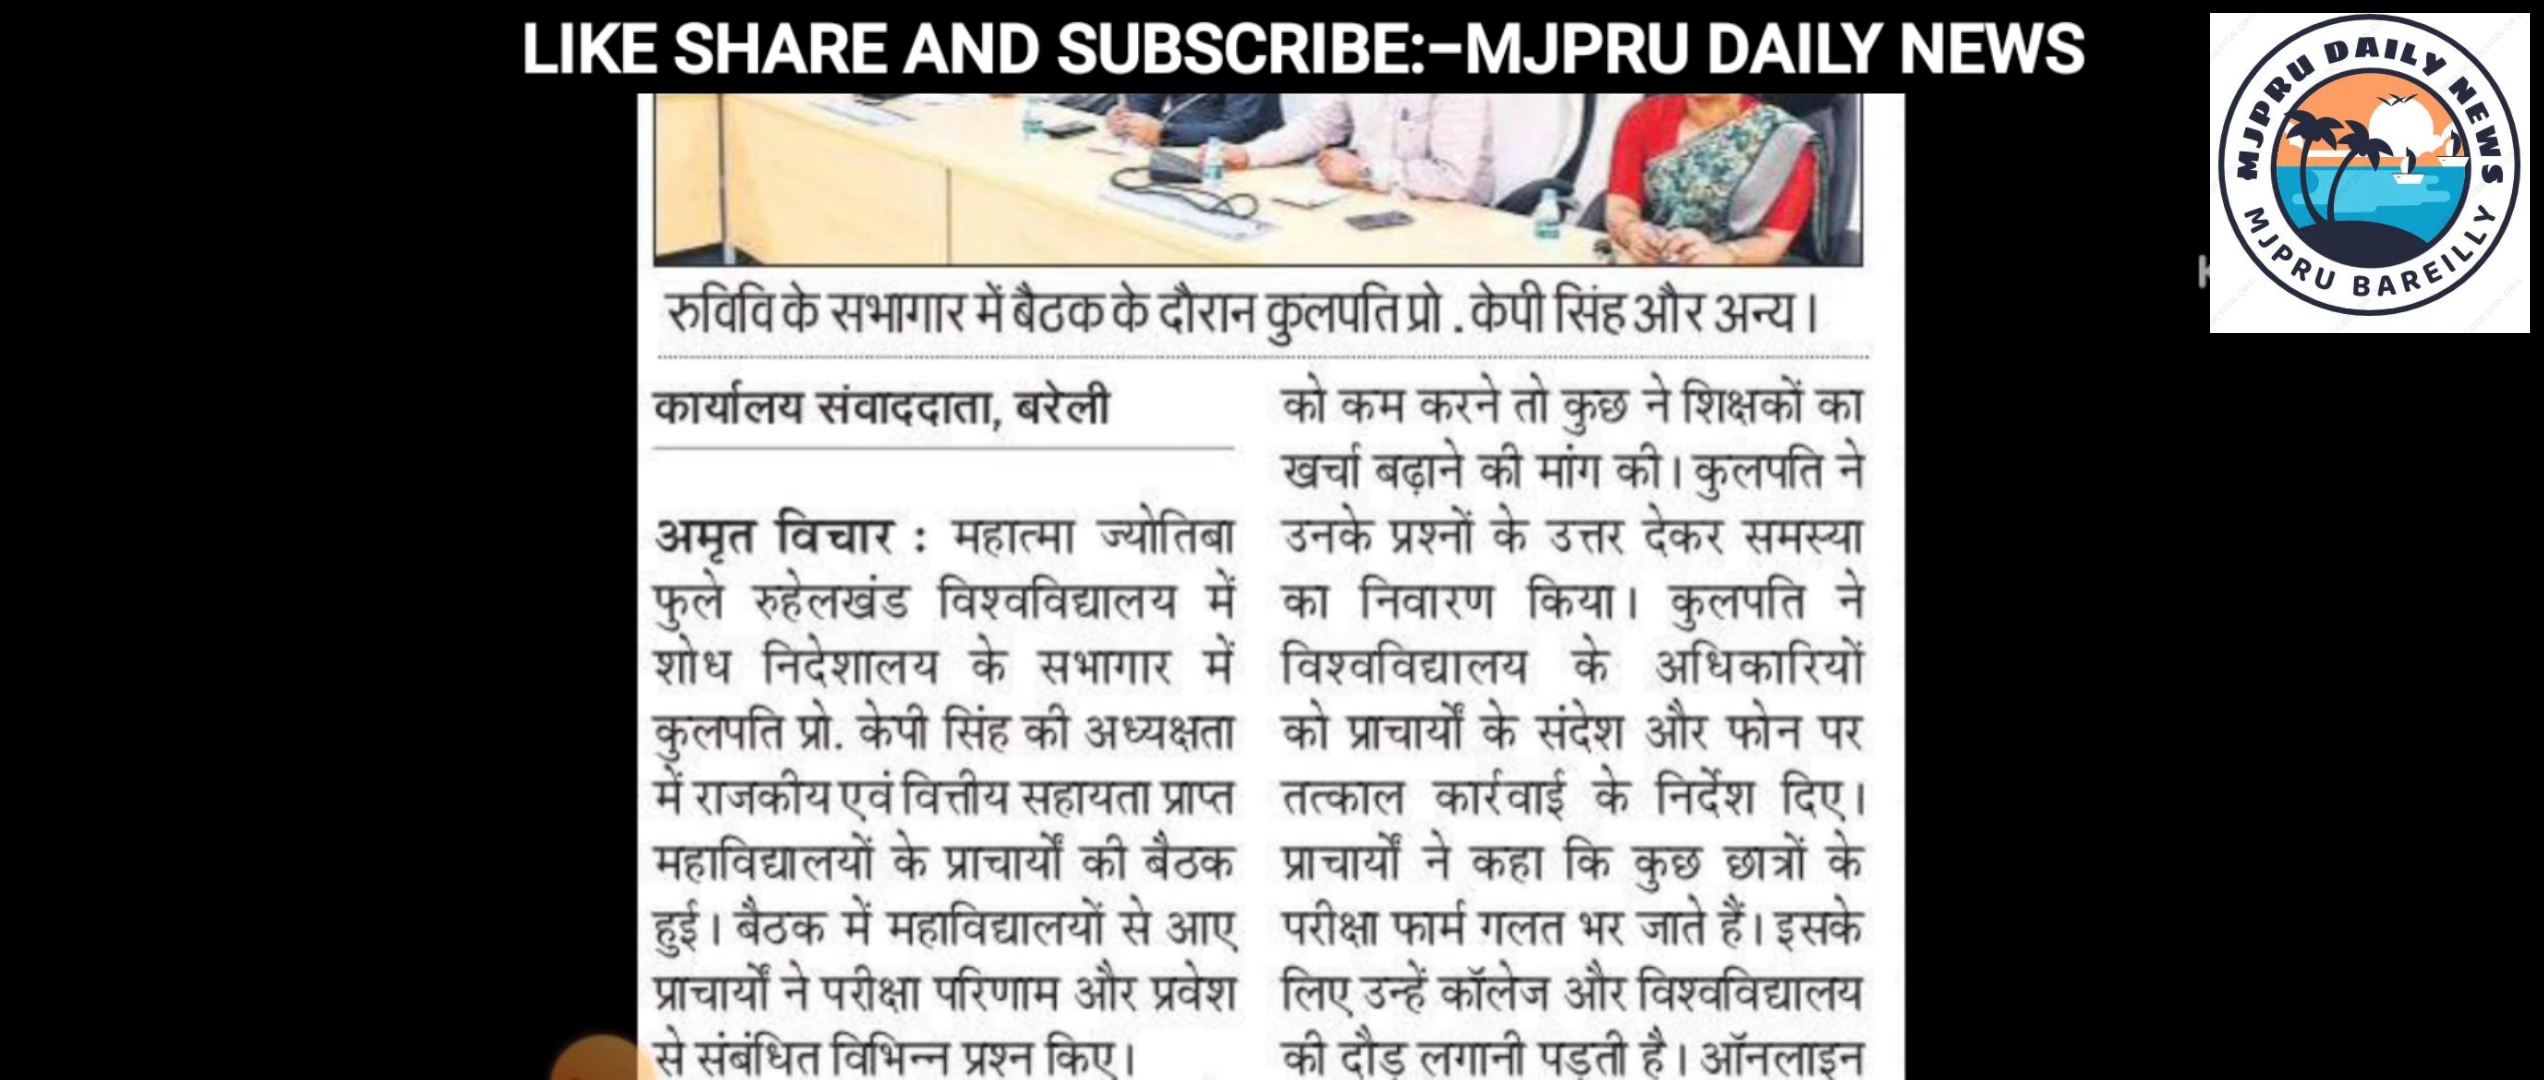 LIKE SHARE AND SUBSCRIBE:–MJPRU DAILY NEWS
MJPRU DAILY NEWS
MJPRU BAREILLY
रुविवि के सभागार में बैठक के दौरान कुलपति प्रो . केपी सिंह और अन्य।
कार्यालय संवाददाता, बरेली
अमृत विचार : महात्मा ज्योतिबा
फुले रुहेलखंड विश्वविद्यालय में
शोध निदेशालय के सभागार में
कुलपति प्रो. केपी सिंह की अध्यक्षता
में राजकीय एवं वित्तीय सहायता प्राप्त
महाविद्यालयों के प्राचार्यों की बैठक
हुई। बैठक में महाविद्यालयों से आए
प्राचार्यों ने परीक्षा परिणाम और प्रवेश
से संबंधित विभिन्न प्रश्न किए।
को कम करने तो कुछ ने शिक्षकों का
खर्चा बढ़ाने की मांग की। कुलपति ने
उनके प्रश्नों के उत्तर देकर समस्या
का निवारण किया। कुलपति ने
विश्वविद्यालय के अधिकारियों
को प्राचार्यों के संदेश और फोन पर
तत्काल कार्रवाई के निर्देश दिए।
प्राचार्यों ने कहा कि कुछ छात्रों के
परीक्षा फार्म गलत भर जाते हैं। इसके
लिए उन्हें कॉलेज और विश्वविद्यालय
की दौड़ लगानी पड़ती है। ऑनलाइन